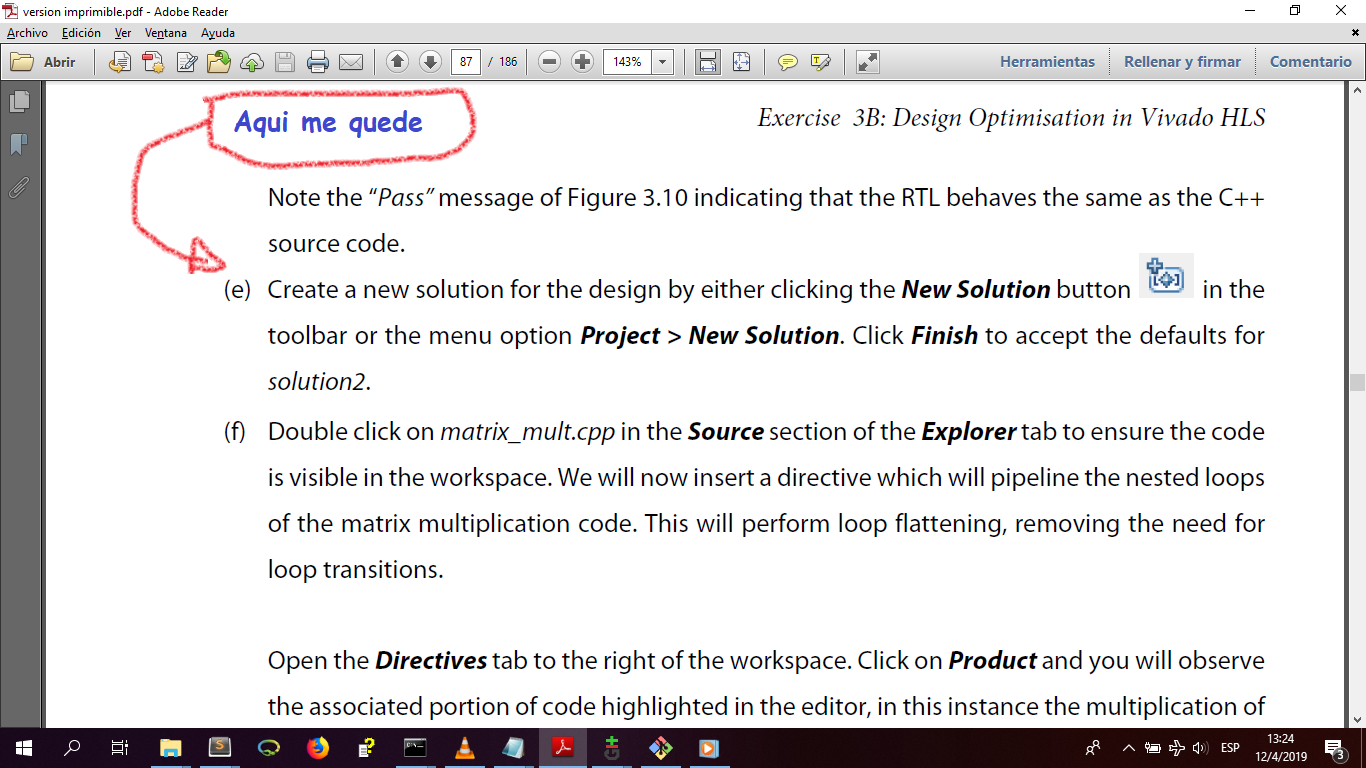 version imprimible.pdf - Adobe Reader
Archivo Edición Ver Ventana Ayuda
Abrir 87 / 186 143% Herramientas Rellenar y firmar Comentario
Aqui me quede
Exercise 3B: Design Optimisation in Vivado HLS
Note the “Pass” message of Figure 3.10 indicating that the RTL behaves the same as the C++
source code.
(e) Create a new solution for the design by either clicking the New Solution button in the
toolbar or the menu option Project > New Solution. Click Finish to accept the defaults for
solution2.
(f) Double click on matrix_mult.cpp in the Source section of the Explorer tab to ensure the code
is visible in the workspace. We will now insert a directive which will pipeline the nested loops
of the matrix multiplication code. This will perform loop flattening, removing the need for
loop transitions.
Open the Directives tab to the right of the workspace. Click on Product and you will observe
the associated portion of code highlighted in the editor, in this instance the multiplication of
ESP
13:24
12/4/2019
3